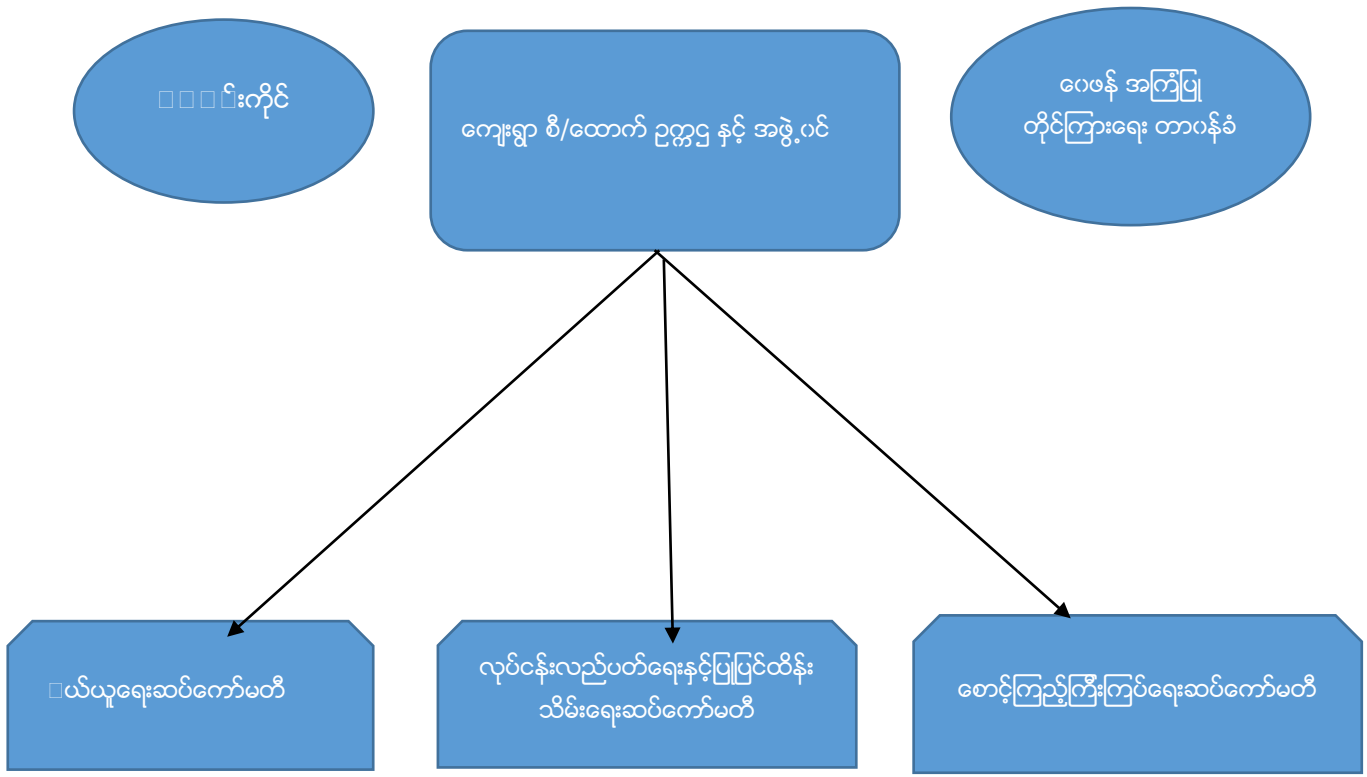 ကျေးရွာ စီ/ထောက် ဥက္ကဌ နှင့် အဖွဲ့ဝင်
ဝေဖန် အကြံပြု
တိုင်ကြားရေး တာဝန်ခံ
လုပ်ငန်းလည်ပတ်ရေးနှင့်ပြုပြင်ထိန်း
သိမ်းရေးဆပ်ကော်မတီ
စောင့်ကြည့်ကြီးကြပ်ရေးဆပ်ကော်မတီ